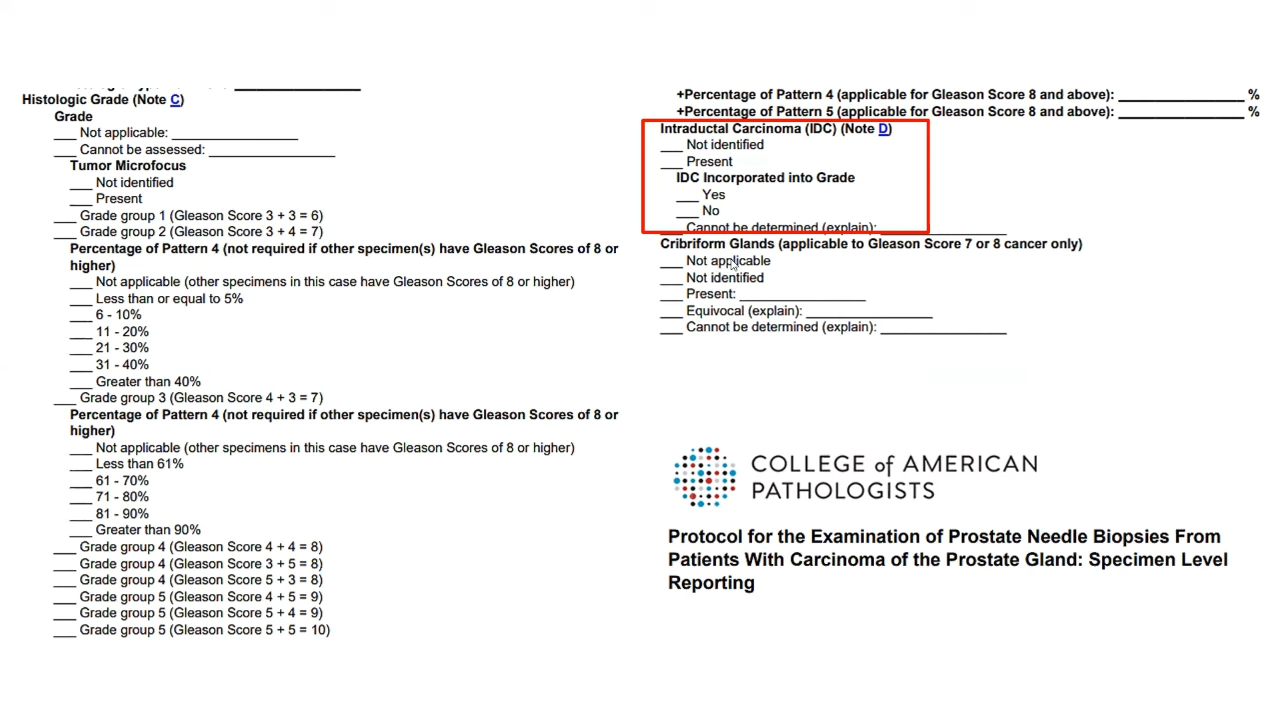 Histologic Grade (Note C)
Grade
___ Not applicable: _________________
___ Cannot be assessed: _________________
Tumor Microfocus
___ Not identified
___ Present
___ Grade group 1 (Gleason Score 3 + 3 = 6)
___ Grade group 2 (Gleason Score 3 + 4 = 7)
Percentage of Pattern 4 (not required if other specimen(s) have Gleason Scores of 8 or
higher)
___ Not applicable (other specimens in this case have Gleason Scores of 8 or higher)
___ Less than or equal to 5%
___ 6 - 10%
___ 11 - 20%
___ 21 - 30%
___ 31 - 40%
___ Greater than 40%
___ Grade group 3 (Gleason Score 4 + 3 = 7)
Percentage of Pattern 4 (not required if other specimen(s) have Gleason Scores of 8 or
higher)
___ Not applicable (other specimens in this case have Gleason Scores of 8 or higher)
___ Less than 61%
___ 61 - 70%
___ 71 - 80%
___ 81 - 90%
___ Greater than 90%
___ Grade group 4 (Gleason Score 4 + 4 = 8)
___ Grade group 4 (Gleason Score 3 + 5 = 8)
___ Grade group 4 (Gleason Score 5 + 3 = 8)
___ Grade group 5 (Gleason Score 4 + 5 = 9)
___ Grade group 5 (Gleason Score 5 + 4 = 9)
___ Grade group 5 (Gleason Score 5 + 5 = 10)
+Percentage of Pattern 4 (applicable for Gleason Score 8 and above): _________________ %
+Percentage of Pattern 5 (applicable for Gleason Score 8 and above): _________________ %
Intraductal Carcinoma (IDC) (Note D)
___ Not identified
___ Present
IDC Incorporated into Grade
___ Yes
___ No
___ Cannot be determined (explain): _________________
Cribriform Glands (applicable to Gleason Score 7 or 8 cancer only)
___ Not applicable
___ Not identified
___ Present: _________________
___ Equivocal (explain): _________________
___ Cannot be determined (explain): _________________
COLLEGE of AMERICAN
PATHOLOGISTS
Protocol for the Examination of Prostate Needle Biopsies From
Patients With Carcinoma of the Prostate Gland: Specimen Level
Reporting